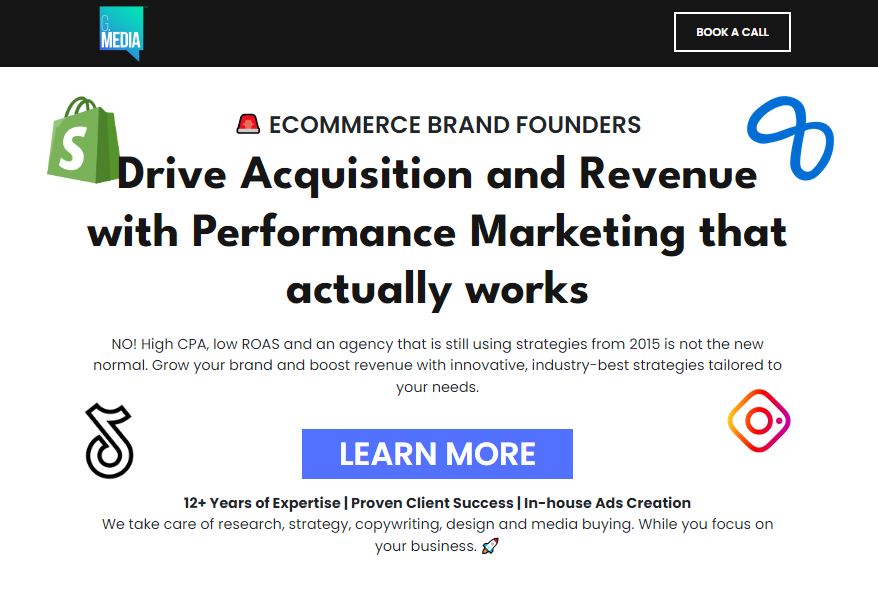 G.
MEDIA
BOOK A CALL
🚨 ECOMMERCE BRAND FOUNDERS
S
Drive Acquisition and Revenue
with Performance Marketing that
actually works
NO! High CPA, low ROAS and an agency that is still using strategies from 2015 is not the new
normal. Grow your brand and boost revenue with innovative, industry-best strategies tailored to
your needs.
LEARN MORE
12+ Years of Expertise | Proven Client Success | In-house Ads Creation
We take care of research, strategy, copywriting, design and media buying. While you focus on
your business. 🚀